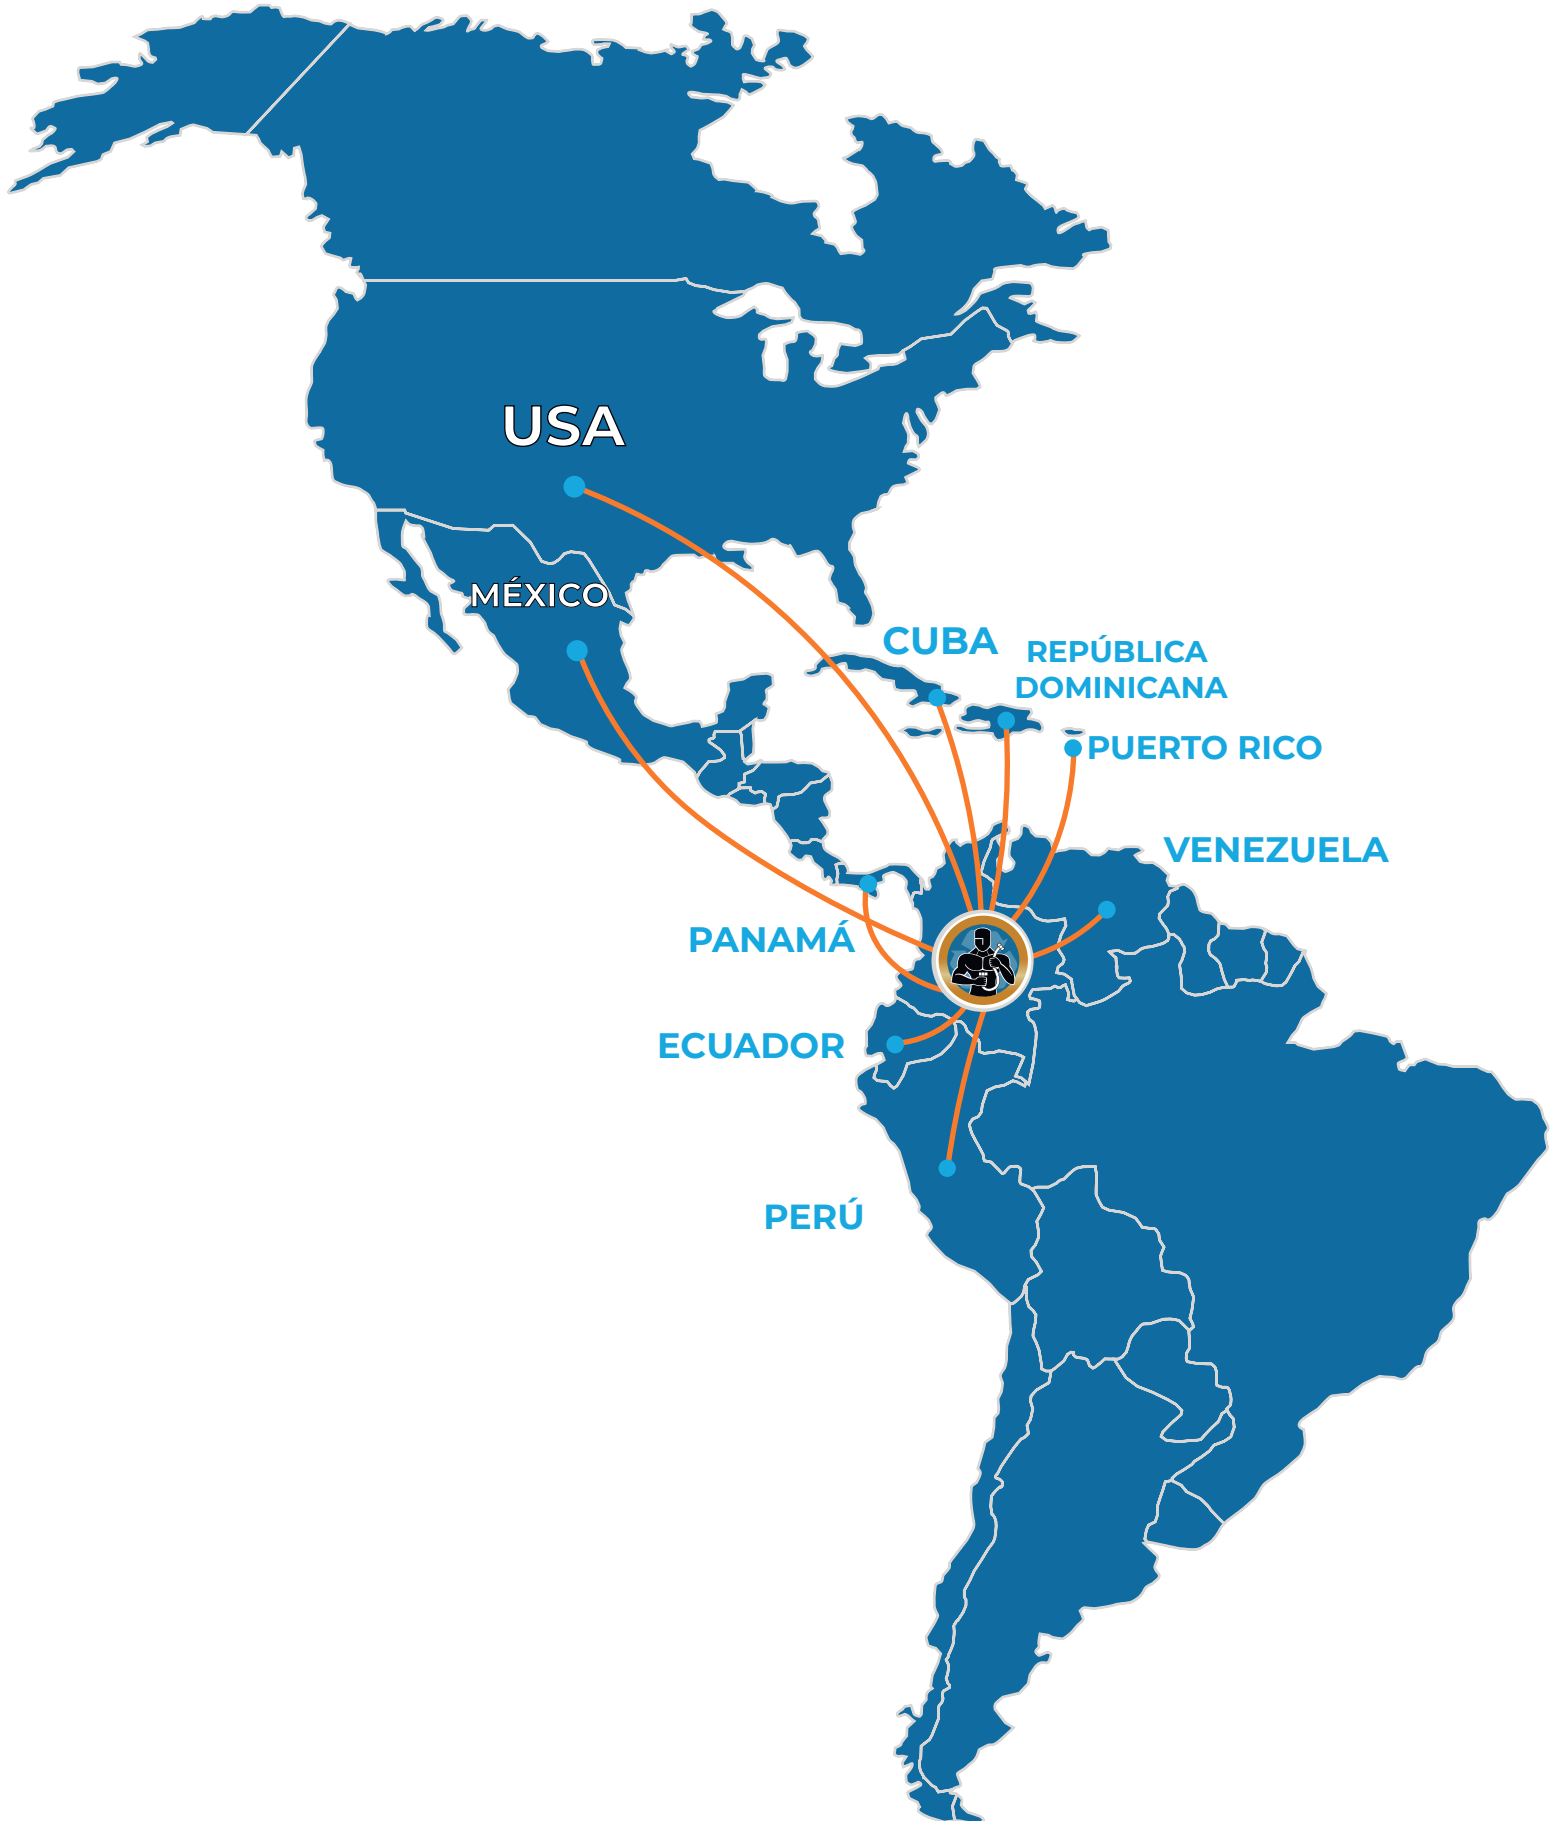 USA
MÉXICO
CUBA
REPÚBLICA
DOMINICANA
PUERTO RICO
VENEZUELA
PANAMÁ
ECUADOR
PERÚ